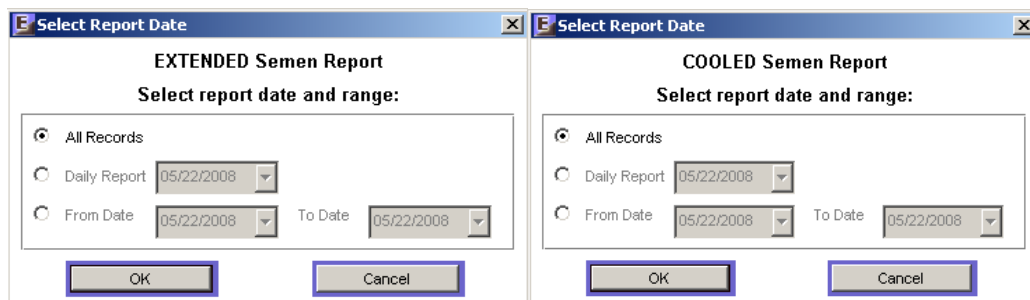 E Select Report Date
EXTENDED Semen Report
Select report date and range:
All Records
Daily Report 05/22/2008
From Date 05/22/2008 To Date 05/22/2008
OK Cancel
E Select Report Date
COOLED Semen Report
Select report date and range:
All Records
Daily Report 05/22/2008
From Date 05/22/2008 To Date 05/22/2008
OK Cancel